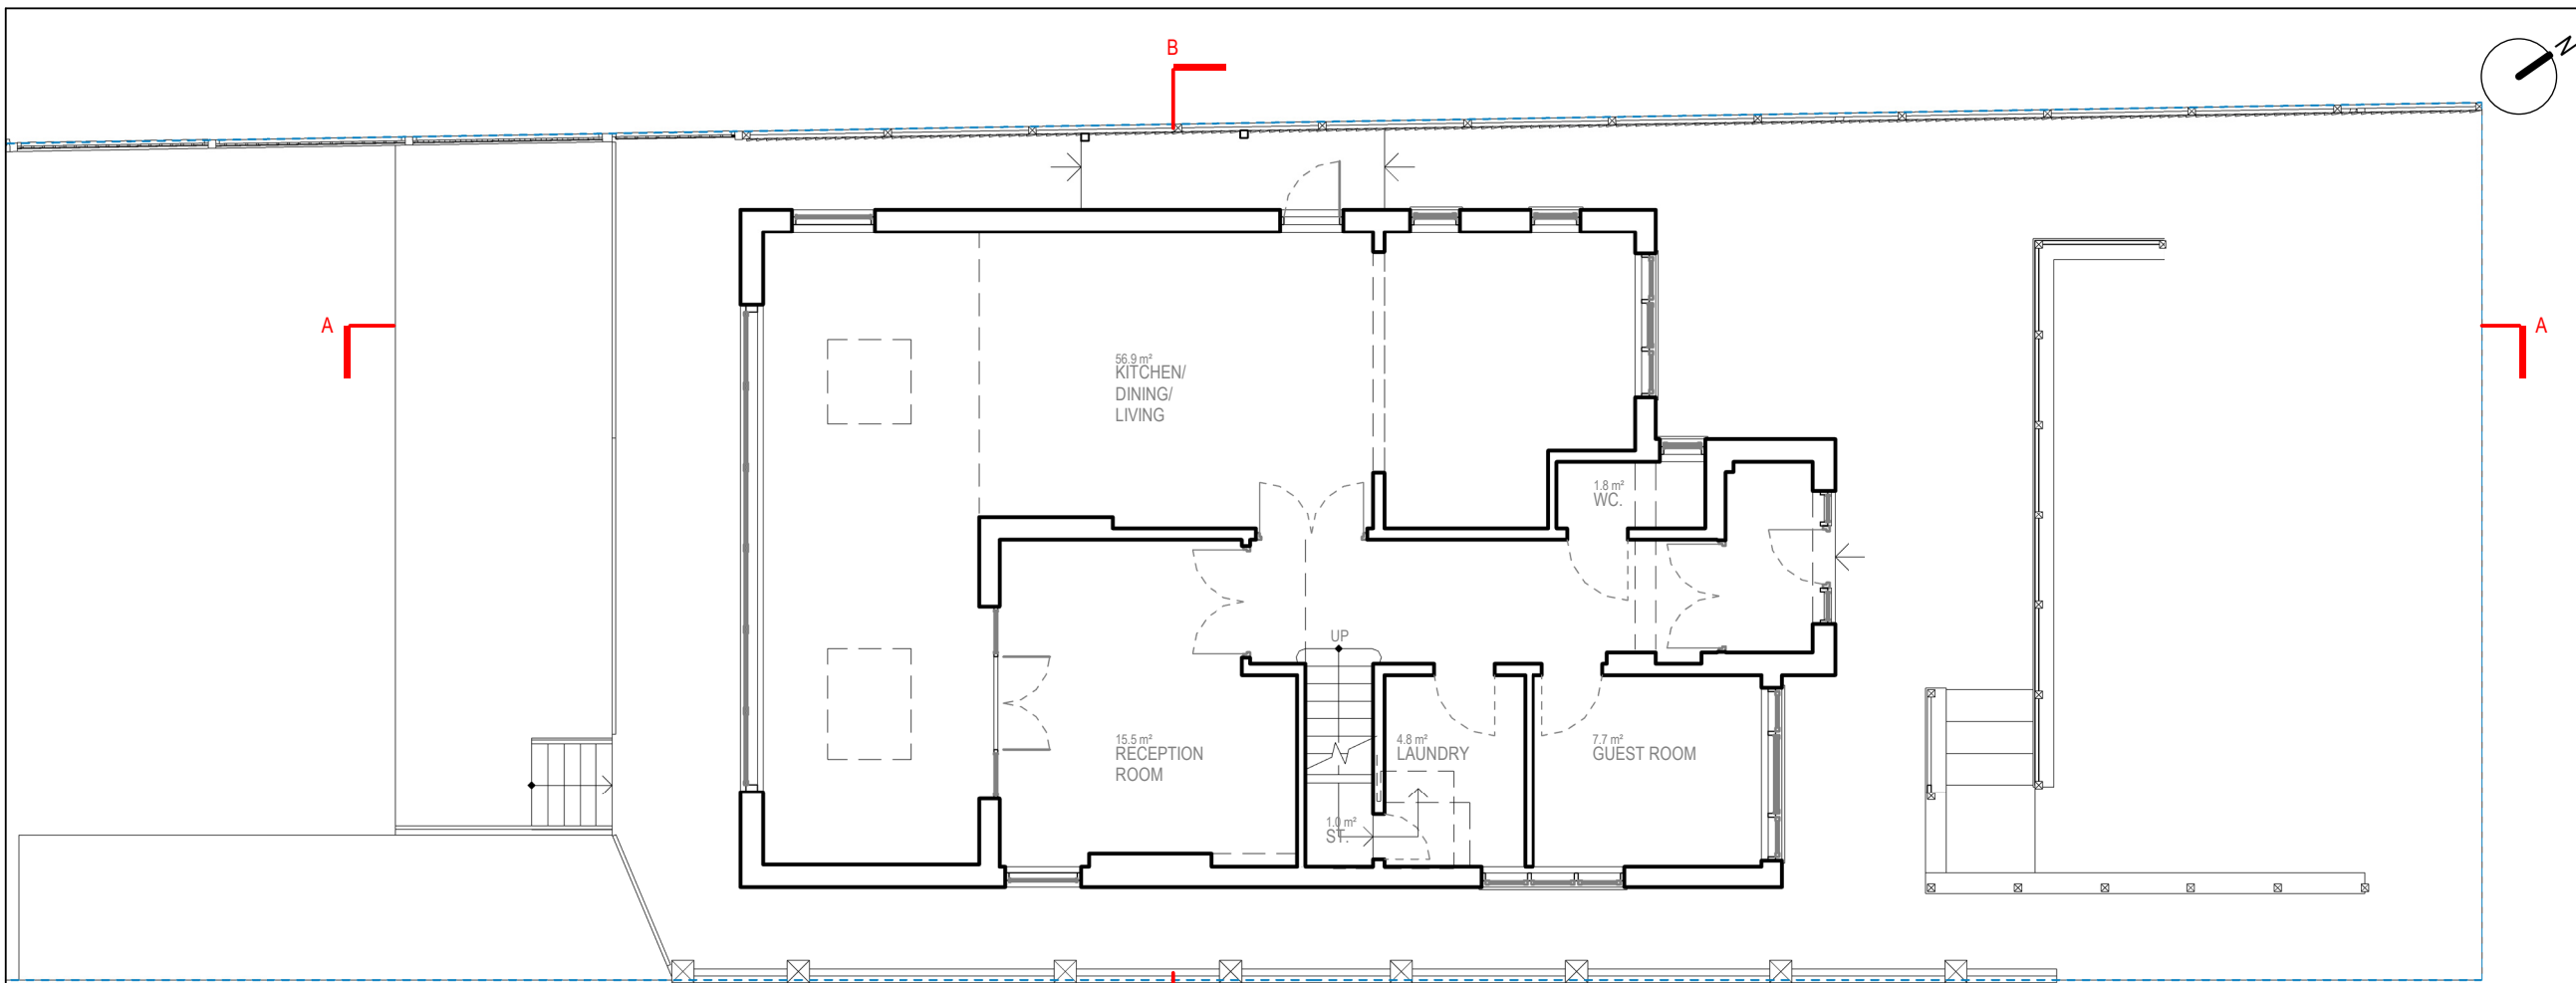 B
N
A
A
56.9 m²
KITCHEN/
DINING/
LIVING
1.8 m²
WC.
UP
15.5 m²
RECEPTION
ROOM
4.8 m²
LAUNDRY
7.7 m²
GUEST ROOM
1.0 m²
ST.